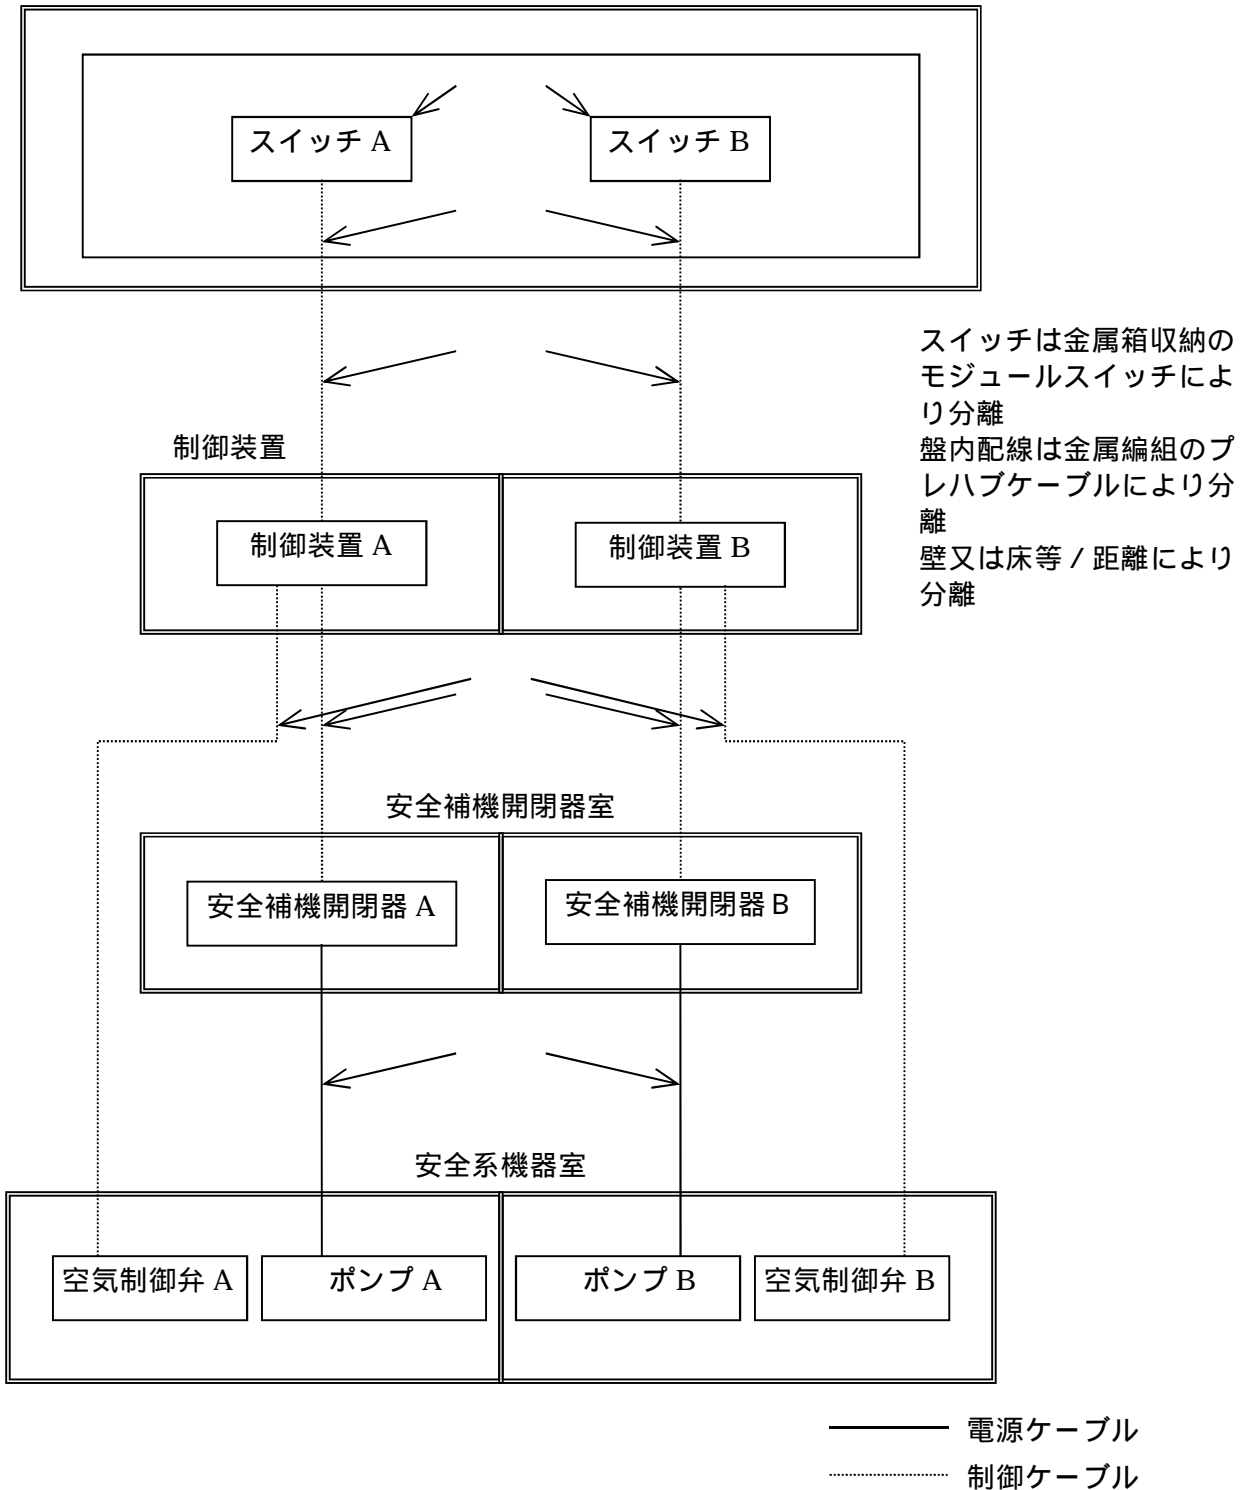 スイッチ A
スイッチ B
スイッチは金属箱収納の
モジュールスイッチによ
り分離
盤内配線は金属編組のプ
レハブケーブルにより分
離
壁又は床等 / 距離により
分離
制御装置
制御装置 A
制御装置 B
安全補機開閉器室
安全補機開閉器 A
安全補機開閉器 B
安全系機器室
空気制御弁 A
ポンプ A
ポンプ B
空気制御弁 B
電源ケーブル
制御ケーブル